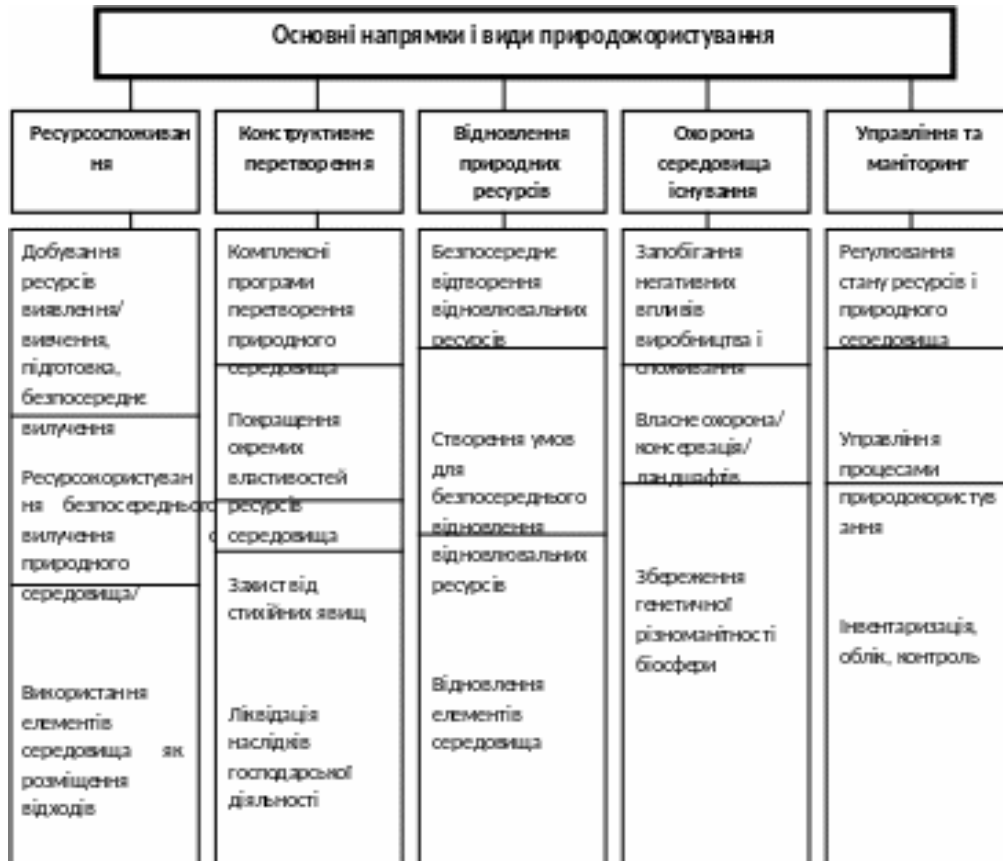 Основні напрямки і види природокористування
Ресурсоспоживан
ня
Конструктивне
перетворення
Відновлення
природних
ресурсів
Охорона
середовища
існування
Управління та
маніторинг
Добування
ресурсів
виявлення/
вивчення,
підготовка,
безпосереднє
вилучення
Ресурсокористуван
ня безпосереднього
вилучення с
природного
середовища/
Використання
елементів
середовища як
розміщення
відходів
Комплексні
програми
перетворення
природного
середовища
Покращення
окремих
властивостей
ресурсів
середовища
Захист від
стихійних явищ
Ліквідація
наслідків
господарської
діяльності
Безпосереднє
відтворення
відновлювальних
ресурсів
Створення умов
для
безпосереднього
відновлення
відновлювальних
ресурсів
Відновлення
елементів
середовища
Запобігання
негативних
впливів
виробництва і
споживання
Власне охорона/
консервація/
ландшафтів
Збереження
генетичної
різноманітності
біосфери
Регулювання
стану ресурсів і
природного
середовища
Управління
процесами
природокористув
ання
Інвентаризація,
облік, контроль